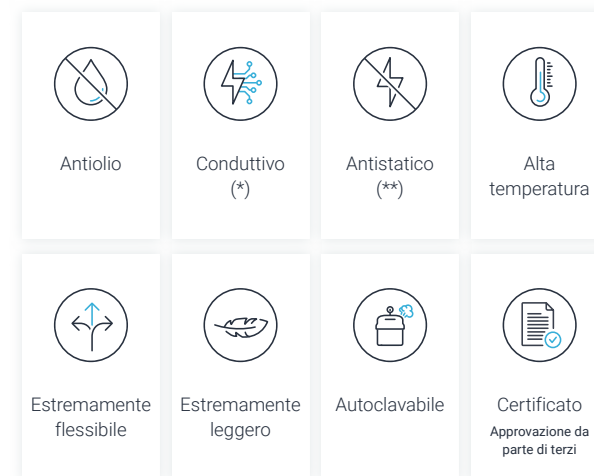 Antiolio
Conduttivo
(*)
Antistatico
(**)
Alta
temperatura
Estremamente
flessibile
Estremamente
leggero
Autoclavabile
Certificato
Approvazione da
parte di terzi